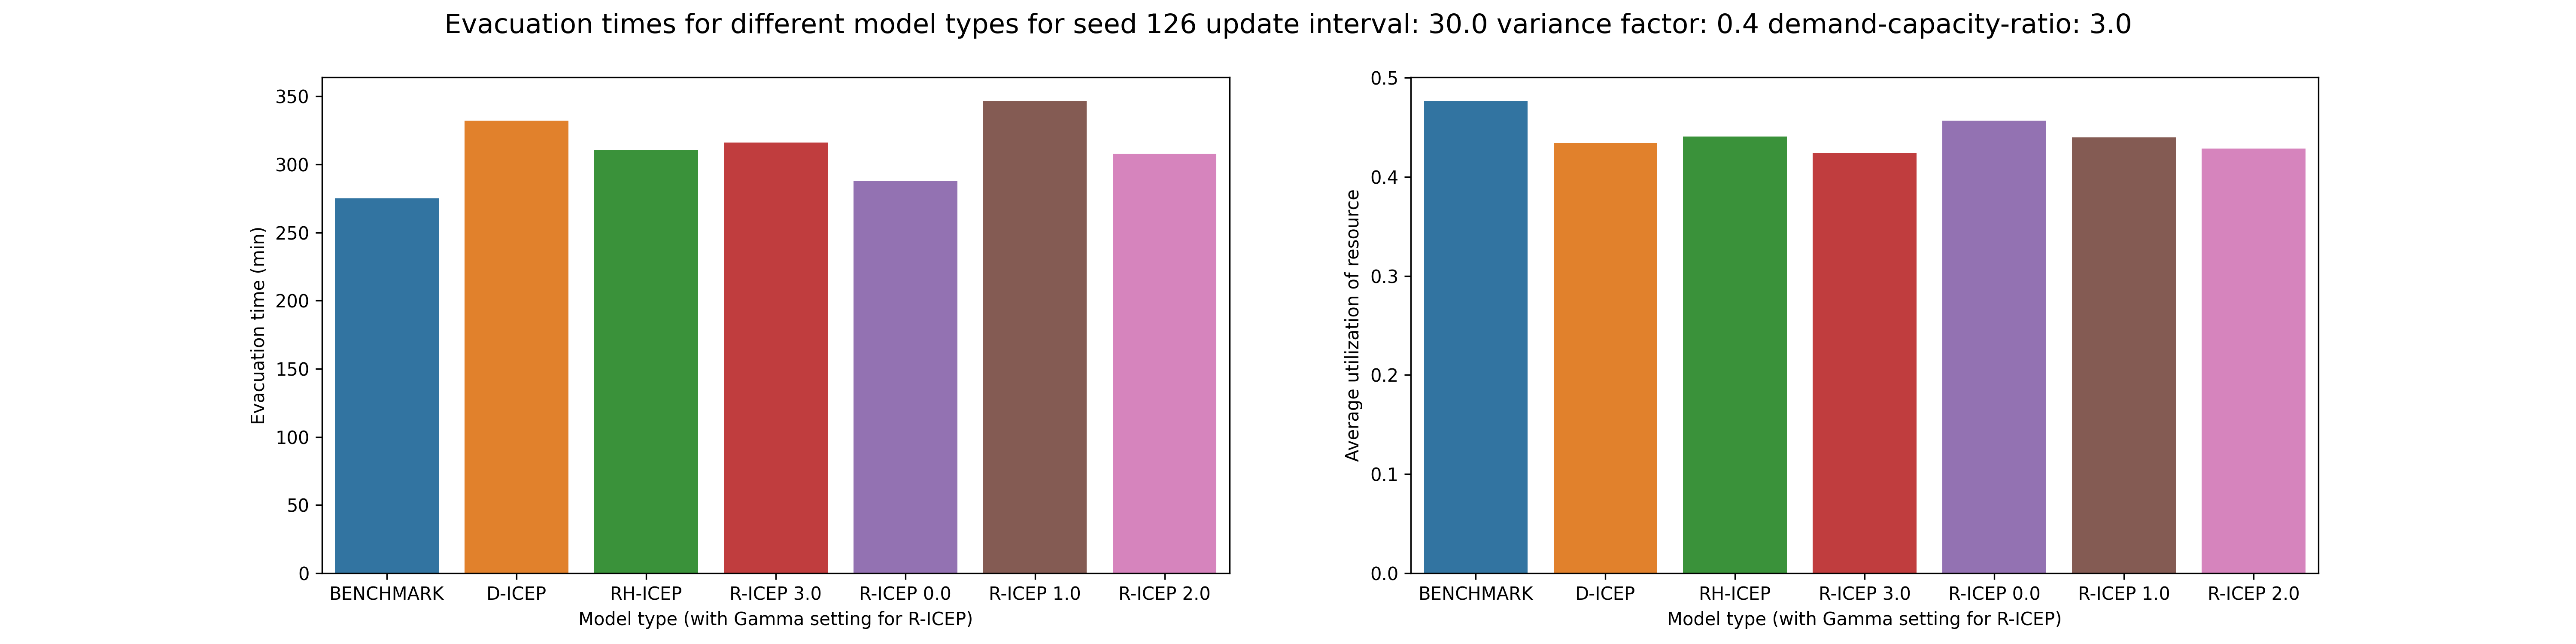 Evacuation times for different model types for seed 126 update interval: 30.0 variance factor: 0.4 demand-capacity-ratio: 3.0
Evacuation time (min)
350
300
250
200
150
100
50
0
BENCHMARK D-ICEP RH-ICEP R-ICEP 3.0 R-ICEP 0.0 R-ICEP 1.0 R-ICEP 2.0
Model type (with Gamma setting for R-ICEP)
Average utilization of resource
0.5
0.4
0.3
0.2
0.1
0.0
BENCHMARK D-ICEP RH-ICEP R-ICEP 3.0 R-ICEP 0.0 R-ICEP 1.0 R-ICEP 2.0
Model type (with Gamma setting for R-ICEP)